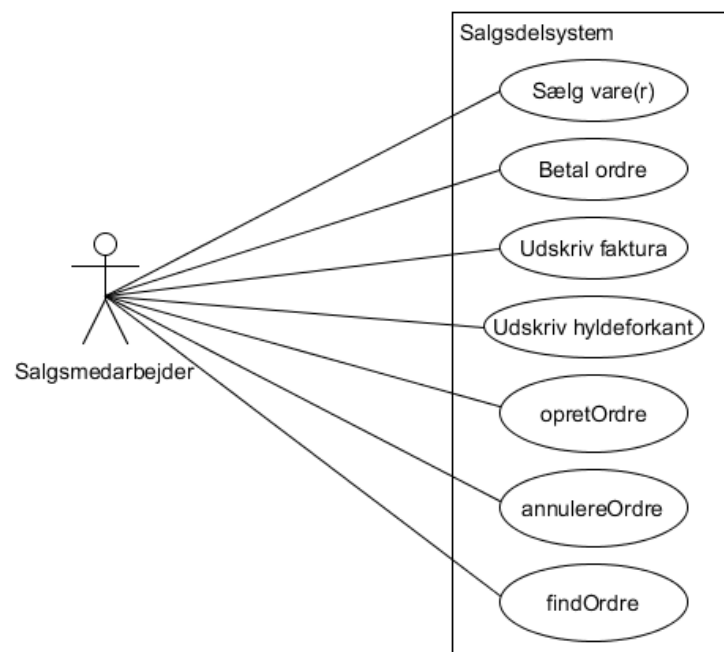 Salgsdelsystem
Sælg vare(r)
Betal ordre
Udskriv faktura
Udskriv hyldeforkant
Salgsmedarbejder
opretOrdre
annulereOrdre
findOrdre